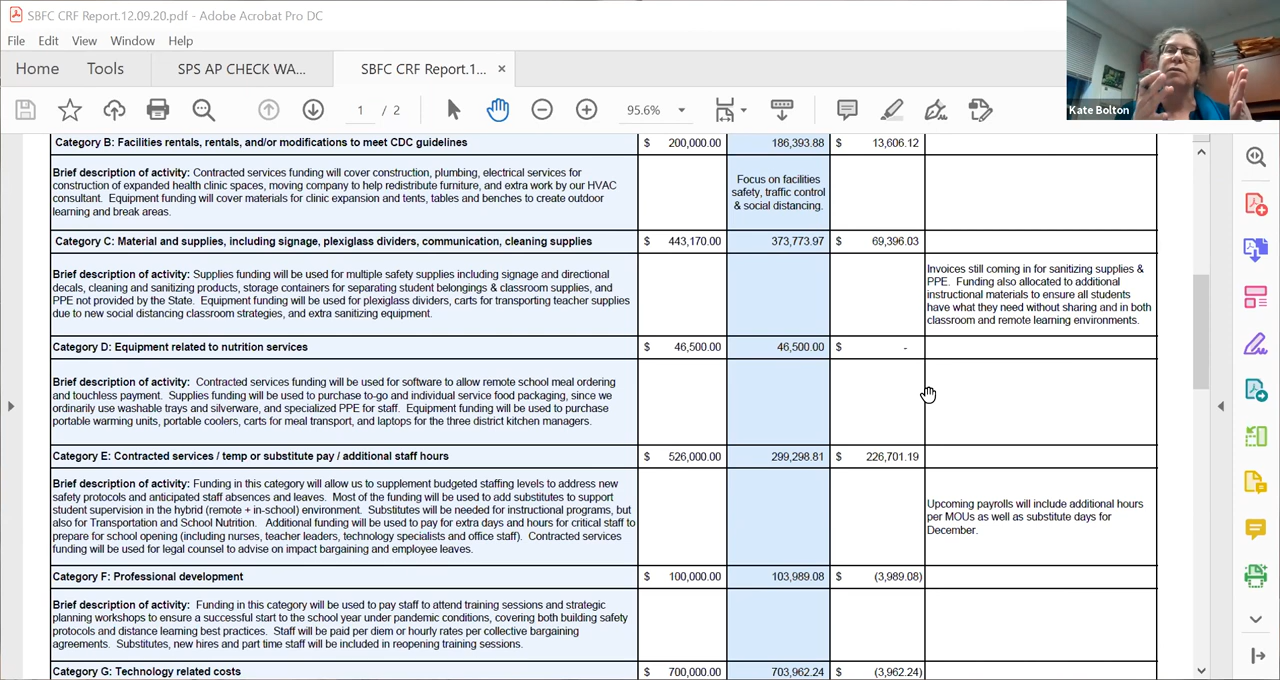 SBFC CRF Report.12.09.20.pdf - Adobe Acrobat Pro DC
File Edit View Window Help
Home Tools SPS AP CHECK WA... SBFC CRF Report.1... ×
1 / 2 95.6%
Kate Bolton
Category B: Facilities rentals, rentals, and/or modifications to meet CDC guidelines $ 200,000.00 186,393.88 $ 13,606.12
Brief description of activity: Contracted services funding will cover construction, plumbing, electrical services for
construction of expanded health clinic spaces, moving company to help redistribute furniture, and extra work by our HVAC
consultant. Equipment funding will cover materials for clinic expansion and tents, tables and benches to create outdoor
learning and break areas.
Focus on facilities
safety, traffic control
& social distancing.
Category C: Material and supplies, including signage, plexiglass dividers, communication, cleaning supplies $ 443,170.00 373,773.97 $ 69,396.03
Brief description of activity: Supplies funding will be used for multiple safety supplies including signage and directional
decals, cleaning and sanitizing products, storage containers for separating student belongings & classroom supplies, and
PPE not provided by the State. Equipment funding will be used for plexiglass dividers, carts for transporting teacher supplies
due to new social distancing classroom strategies, and extra sanitizing equipment.
Invoices still coming in for sanitizing supplies &
PPE. Funding also allocated to additional
instructional materials to ensure all students
have what they need without sharing and in both
classroom and remote learning environments.
Category D: Equipment related to nutrition services $ 46,500.00 46,500.00 $ -
Brief description of activity: Contracted services funding will be used for software to allow remote school meal ordering
and touchless payment. Supplies funding will be used to purchase to-go and individual service food packaging, since we
ordinarily use washable trays and silverware, and specialized PPE for staff. Equipment funding will be used to purchase
portable warming units, portable coolers, carts for meal transport, and laptops for the three district kitchen managers.
Category E: Contracted services / temp or substitute pay / additional staff hours $ 526,000.00 299,298.81 $ 226,701.19
Brief description of activity: Funding in this category will allow us to supplement budgeted staffing levels to address new
safety protocols and anticipated staff absences and leaves. Most of the funding will be used to add substitutes to support
student supervision in the hybrid (remote + in-school) environment. Substitutes will be needed for instructional programs, but
also for Transportation and School Nutrition. Additional funding will be used to pay for extra days and hours for critical staff to
prepare for school opening (including nurses, teacher leaders, technology specialists and office staff). Contracted services
funding will be used for legal counsel to advise on impact bargaining and employee leaves.
Upcoming payrolls will include additional hours
per MOUs as well as substitute days for
December.
Category F: Professional development $ 100,000.00 103,989.08 $ (3,989.08)
Brief description of activity: Funding in this category will be used to pay staff to attend training sessions and strategic
planning workshops to ensure a successful start to the school year under pandemic conditions, covering both building safety
protocols and distance learning best practices. Staff will be paid per diem or hourly rates per collective bargaining
agreements. Substitutes, new hires and part time staff will be included in reopening training sessions.
Category G: Technology related costs $ 700,000.00 703,962.24 $ (3,962.24)